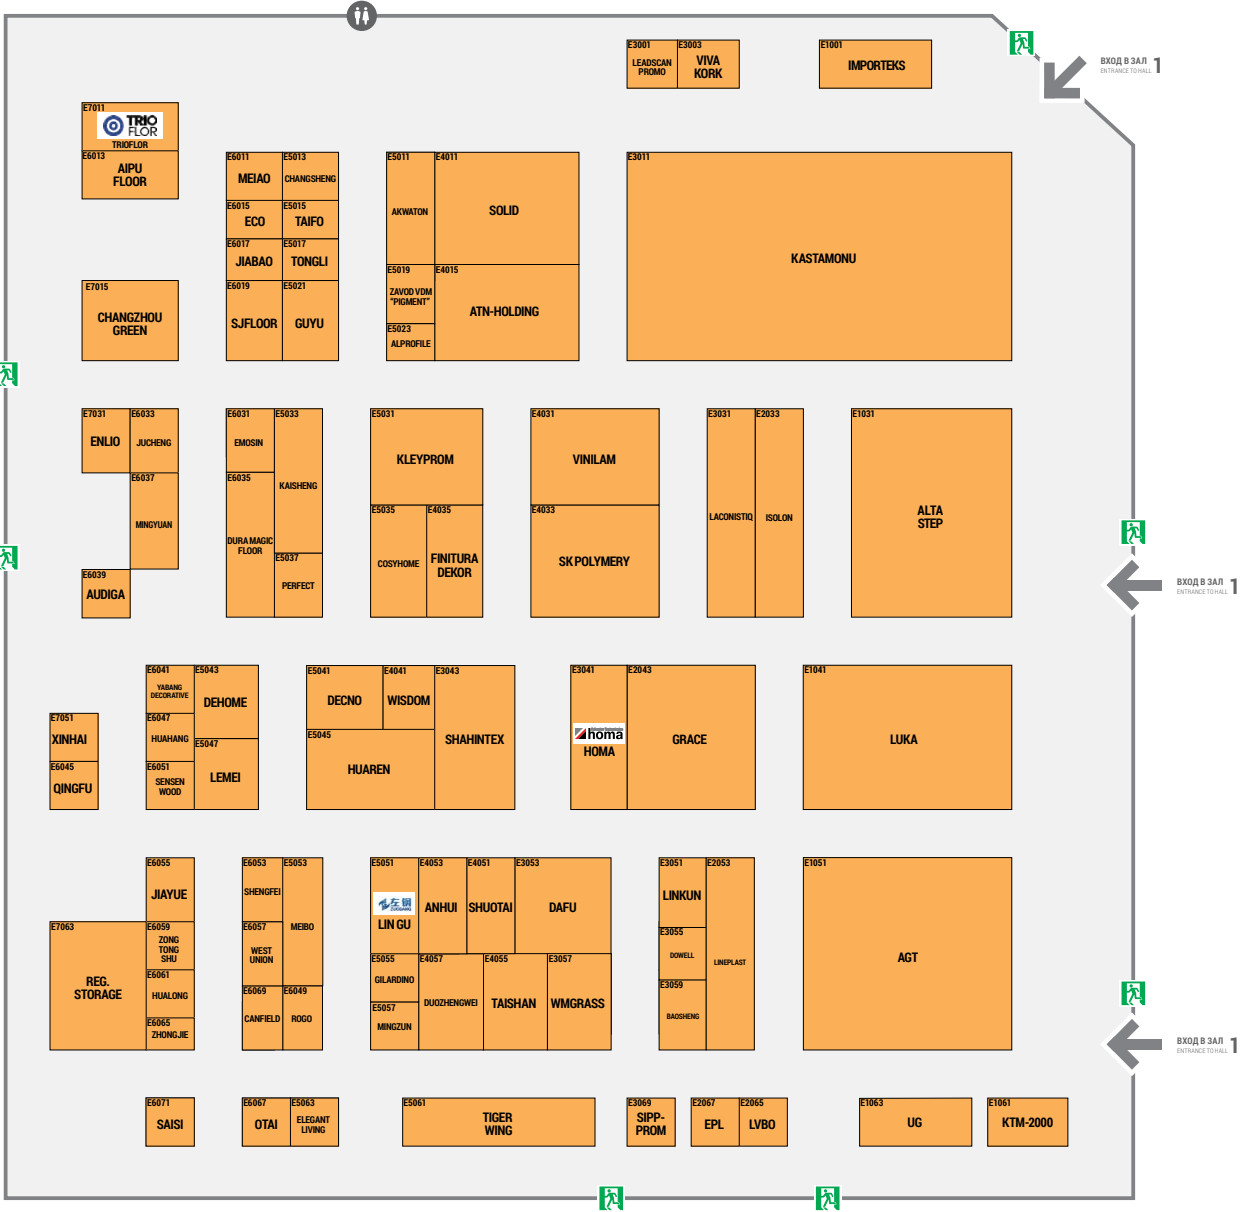 E3001
LEADSCAN
PROMO
E3003
VIVA
KORK
E1001
IMPORTEKS
ВХОД В ЗАЛ 1
ENTRANCE TO HALL
E7011
TRIO
FLOR
TRIOFLOR
E6013
AIPU
FLOOR
E6011
MEIAO
E5013
CHANGSHENG
E6015
ECO
E5015
TAIFO
E6017
JIABAO
E5017
TONGLI
E6019
SJFLOOR
E5021
GUYU
E5011
AKWATON
E4011
SOLID
E5019
ZAVOD VDM
"PIGMENT"
E4015
ATN-HOLDING
E5023
ALPROFILE
E3011
KASTAMONU
E7015
CHANGZHOU
GREEN
E7031
ENLIO
E6033
JUCHENG
E6037
MINGYUAN
E6039
AUDIGA
E6031
EMOSIN
E5033
KAISHENG
E6035
DURA MAGIC
FLOOR
E5037
PERFECT
E5031
KLEYPROM
E5035
COSYHOME
E4035
FINITURA
DEKOR
E4031
VINILAM
E4033
SK POLYMERY
E3031
LACONISTIQ
E2033
ISOLON
E1031
ALTA
STEP
ВХОД В ЗАЛ 1
ENTRANCE TO HALL
E7051
XINHAI
E6045
QINGFU
E6041
YABANG
DECORATIVE
E5043
DEHOME
E6047
HUAHANG
E5047
LEMEI
E6051
SENSEN
WOOD
E5041
DECNO
E4041
WISDOM
E3043
SHAHINTEX
E5045
HUAREN
E3041
homa
HOMA
E2043
GRACE
E1041
LUKA
E6055
JIAYUE
E7063
REG.
STORAGE
E6059
ZONG
TONG
SHU
E6061
HUALONG
E6065
ZHONGJIE
E6053
SHENGFEI
E5053
MEIBO
E6057
WEST
UNION
E6069
CANFIELD
E6049
ROGO
E5051
左钢
LIN GU
E4053
ANHUI
E4051
SHUOTAI
E3053
DAFU
E5055
GILARDINO
E4057
DUOZHENGWEI
E4055
TAISHAN
E3057
WMGRASS
E5057
MINGZUN
E3051
LINKUN
E2053
LINEPLAST
E3055
DOWELL
E3059
BAOSHENG
E1051
AGT
ВХОД В ЗАЛ 1
ENTRANCE TO HALL
E6071
SAISI
E6067
OTAI
E5063
ELEGANT
LIVING
E5061
TIGER
WING
E3069
SIPP-
PROM
E2067
EPL
E2065
LVBO
E1063
UG
E1061
KTM-2000